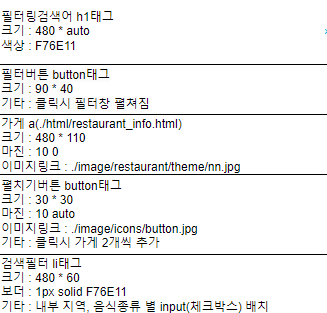 필터링검색어 h1태그
크기 : 480 * auto
색상 : F76E11
필터버튼 button태그
크기 : 90 * 40
기타 : 클릭시 필터창 펼쳐짐
가게 a(./html/restaurant_info.html)
크기 : 480 * 110
마진 : 10 0
이미지링크 : ./image/restaurant/theme/nn.jpg
펼치기버튼 button태그
크기 : 30 * 30
마진 : 10 auto
이미지링크 : ./image/icons/button.jpg
기타 : 클릭시 가게 2개씩 추가
검색필터 li태그
크기 : 480 * 60
보더 : 1px solid F76E11
기타 : 내부 지역, 음식종류 별 input(체크박스) 배치